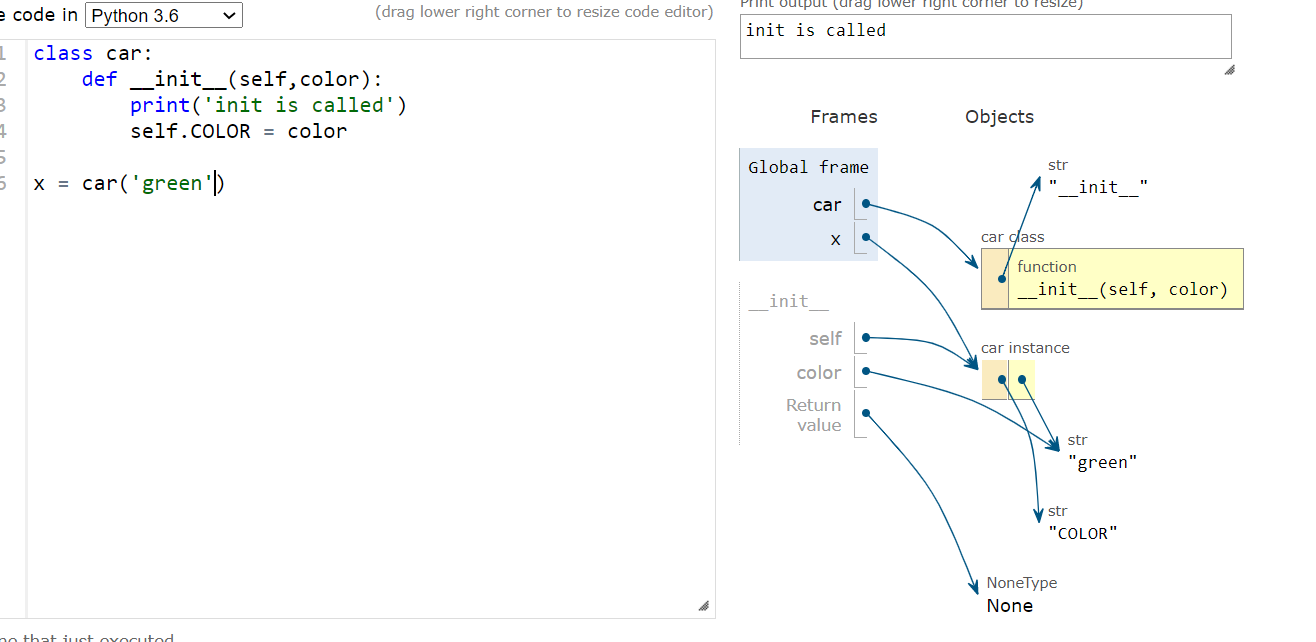 e code in Python 3.6
(drag lower right corner to resize code editor)
1 class car:
2     def __init__(self,color):
3         print('init is called')
4         self.COLOR = color
5
6 x = car('green')
Print output (drag lower right corner to resize)
init is called
Frames
Objects
Global frame
car
x
__init__
self
color
Return
value
str
"__init__"
car class
function
__init__(self, color)
car instance
str
"green"
str
"COLOR"
NoneType
None
ne that just executed